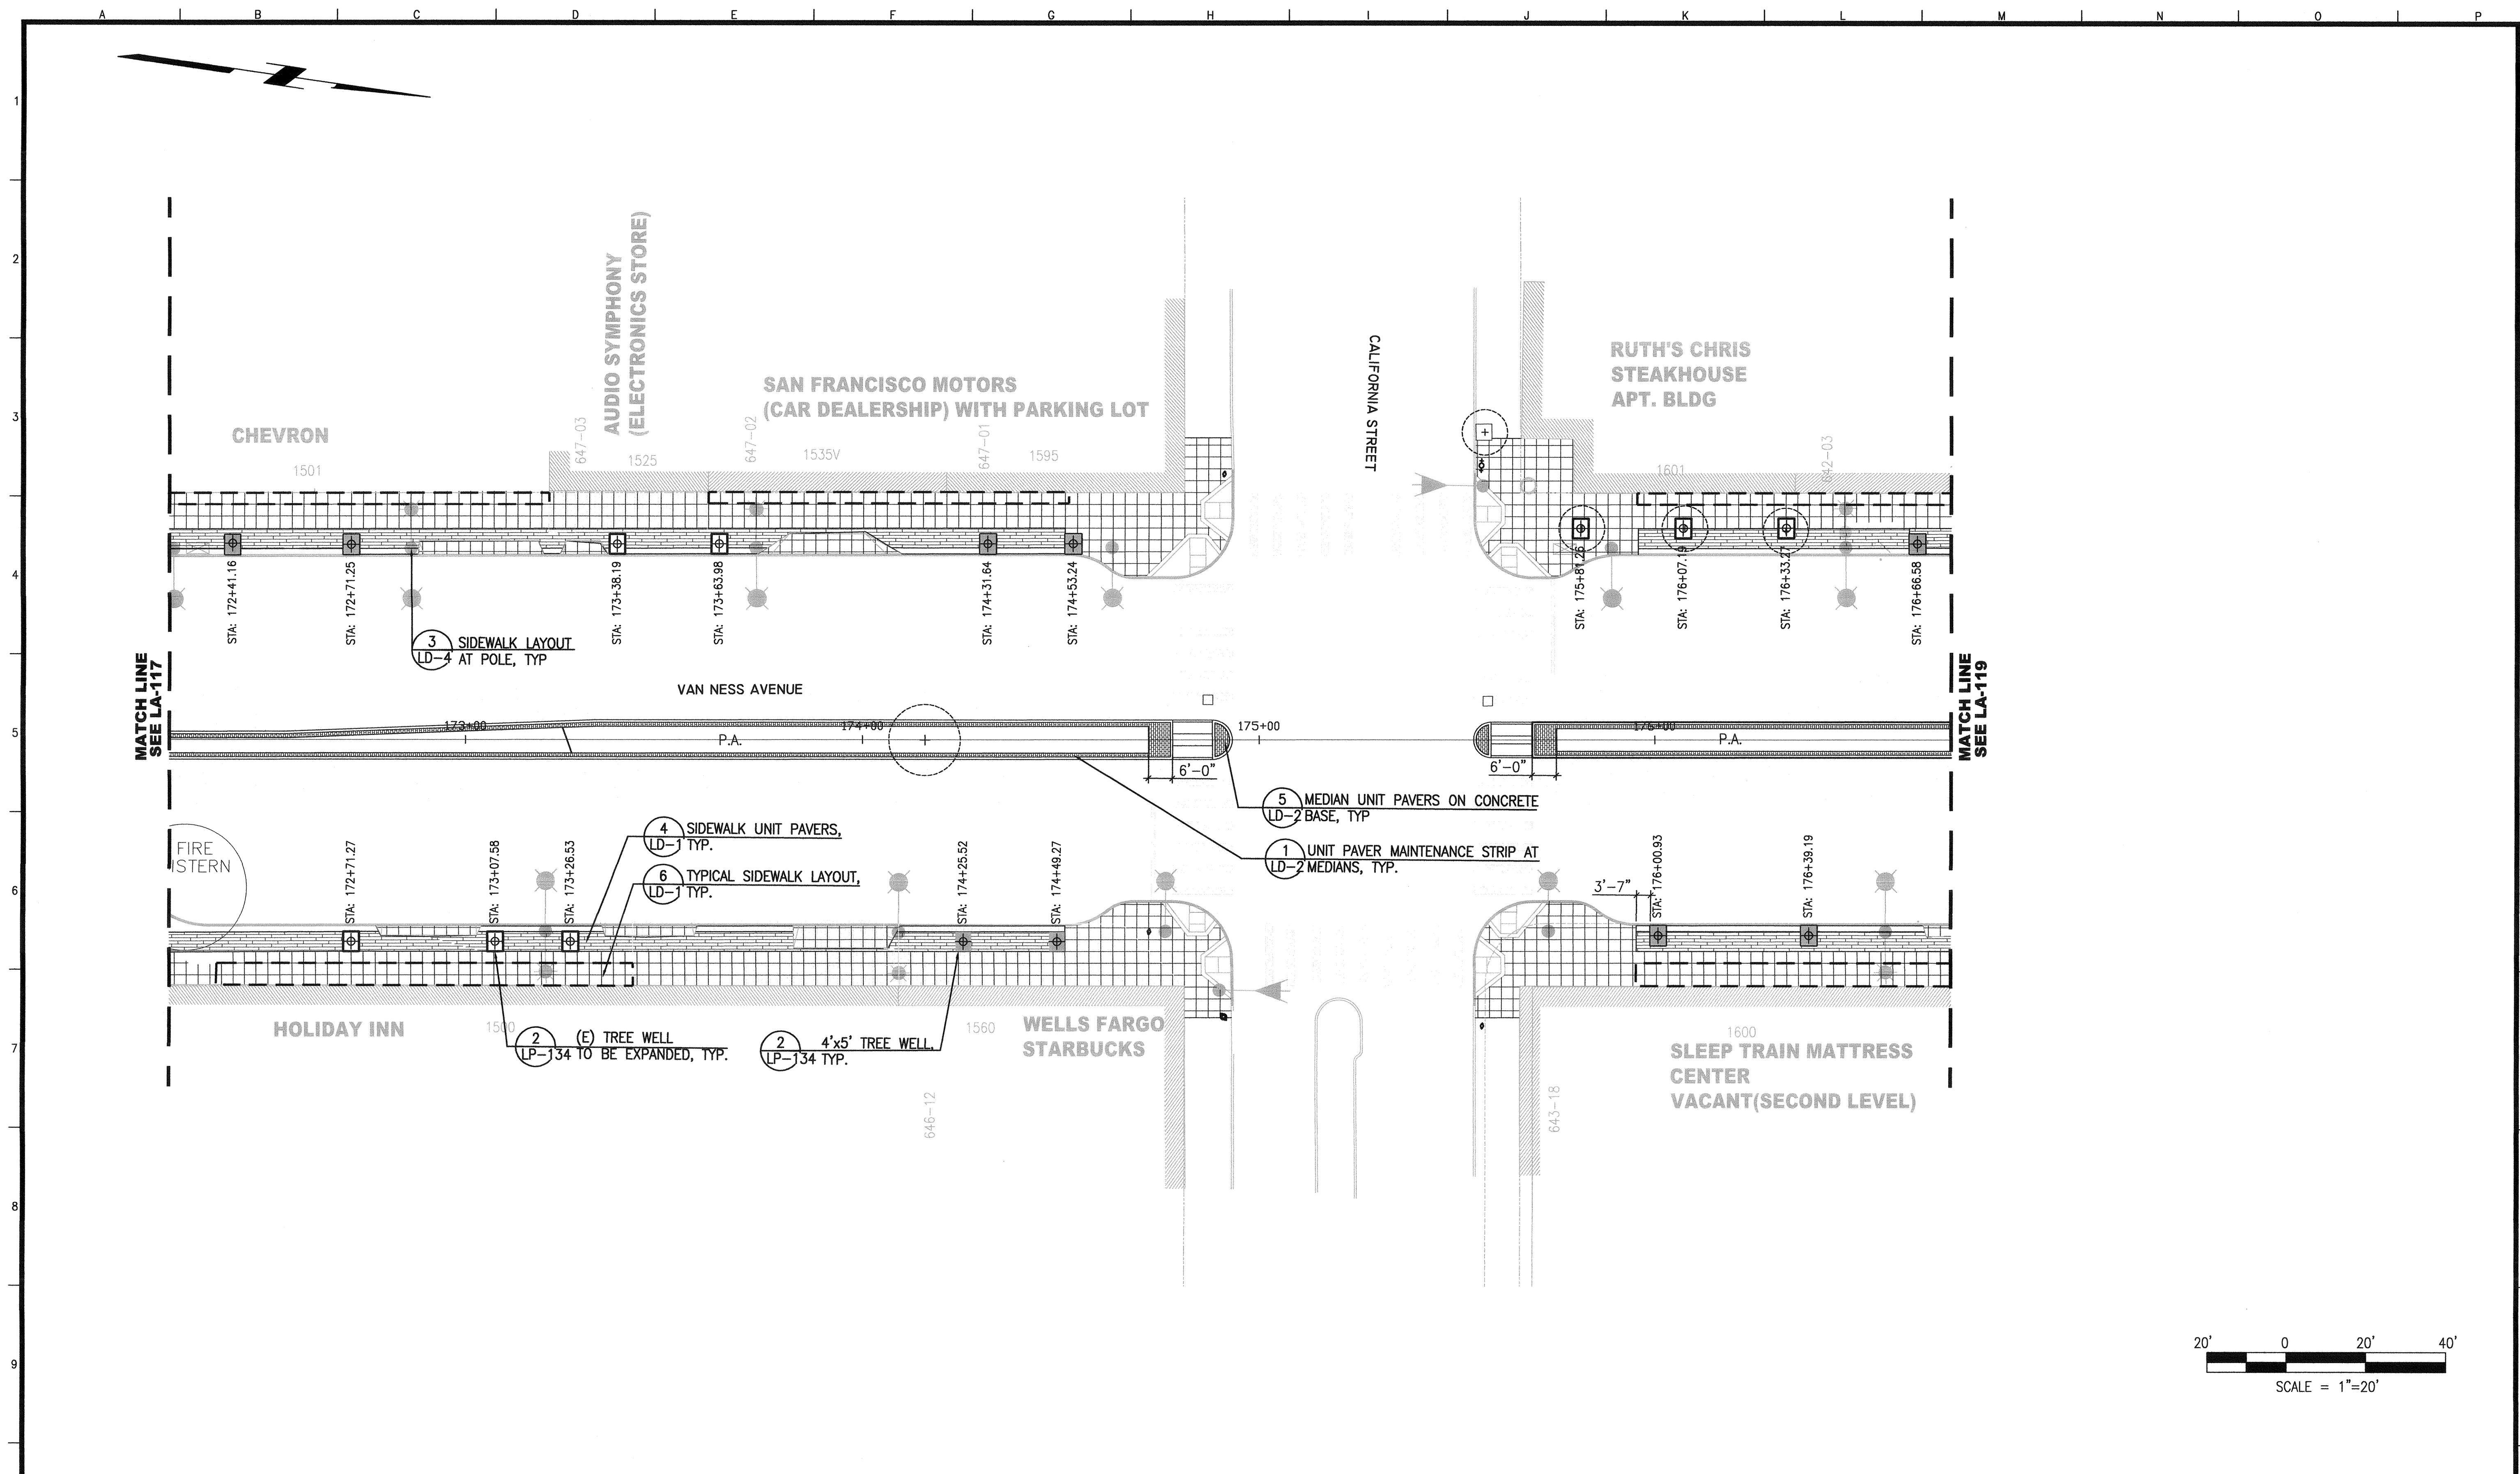 A B C D E F G H I J K L M N O P
1
2
3
4
5
6
7
8
9
AUDIO SYMPHONY
(ELECTRONICS STORE)
SAN FRANCISCO MOTORS
(CAR DEALERSHIP) WITH PARKING LOT
CHEVRON
1501
647-03
1525
647-02
1535V
647-01
1595
CALIFORNIA STREET
RUTH'S CHRIS
STEAKHOUSE
APT. BLDG
1601
642-03
STA: 172+41.16
STA: 172+71.25
STA: 173+38.19
STA: 173+63.98
STA: 174+31.64
STA: 174+53.24
STA: 175+81.26
STA: 176+07.19
STA: 176+33.27
STA: 176+66.58
3
LD-4
SIDEWALK LAYOUT
AT POLE, TYP
MATCH LINE
SEE LA-117
VAN NESS AVENUE
MATCH LINE
SEE LA-119
173+00
P.A.
174+00
175+00
176+00
P.A.
6'-0"
6'-0"
5
LD-2
MEDIAN UNIT PAVERS ON CONCRETE
BASE, TYP
1
LD-2
UNIT PAVER MAINTENANCE STRIP AT
MEDIANS, TYP.
4
LD-1
SIDEWALK UNIT PAVERS,
TYP.
6
LD-1
TYPICAL SIDEWALK LAYOUT,
TYP.
FIRE
ISTERN
STA: 172+71.27
STA: 173+07.58
STA: 173+26.53
STA: 174+25.52
STA: 174+49.27
3'-7"
STA: 176+00.93
STA: 176+39.19
HOLIDAY INN
1500
2
LP-134
(E) TREE WELL
TO BE EXPANDED, TYP.
2
LP-134
4'x5' TREE WELL,
TYP.
1560
WELLS FARGO
STARBUCKS
646-12
643-18
1600
SLEEP TRAIN MATTRESS
CENTER
VACANT(SECOND LEVEL)
20' 0 20' 40'
SCALE = 1"=20'